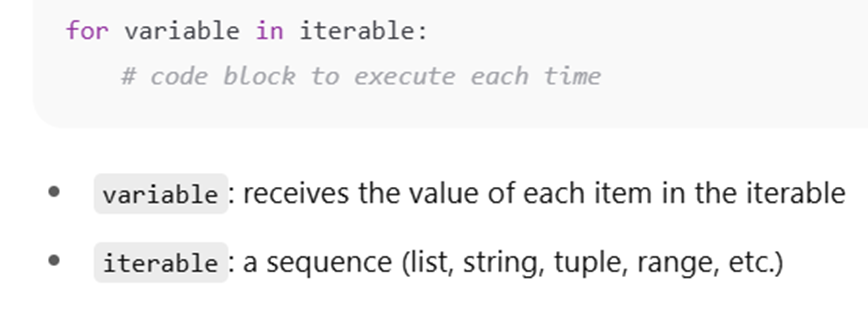 for variable in iterable:
# code block to execute each time
• variable: receives the value of each item in the iterable
• iterable: a sequence (list, string, tuple, range, etc.)